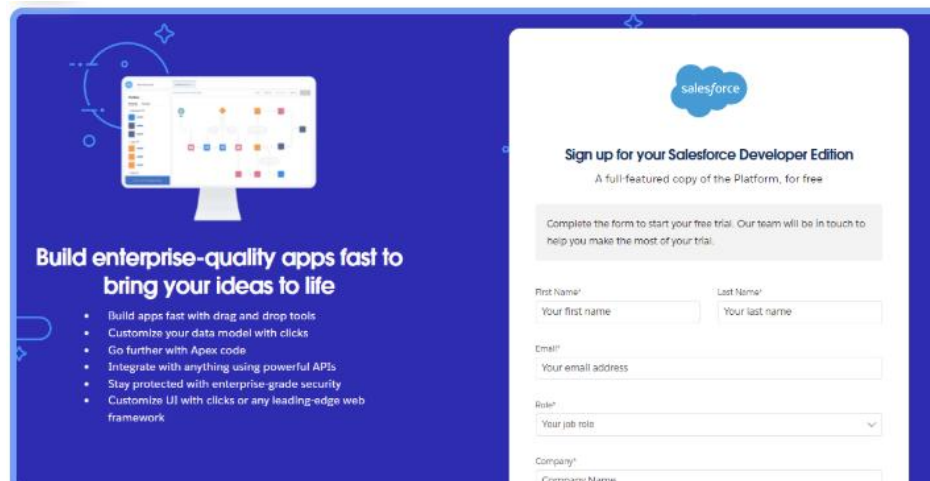 Build enterprise-quality apps fast to
bring your ideas to life
Build apps fast with drag and drop tools
Customize your data model with clicks
Go further with Apex code
Integrate with anything using powerful APIs
Stay protected with enterprise-grade security
Customize UI with clicks or any leading-edge web
framework
salesforce
Sign up for your Salesforce Developer Edition
A full-featured copy of the Platform, for free
Complete the form to start your free trial. Our team will be in touch to
help you make the most of your trial.
First Name* Last Name*
Your first name Your last name
Email*
Your email address
Role*
Your job role
Company*
Company Name